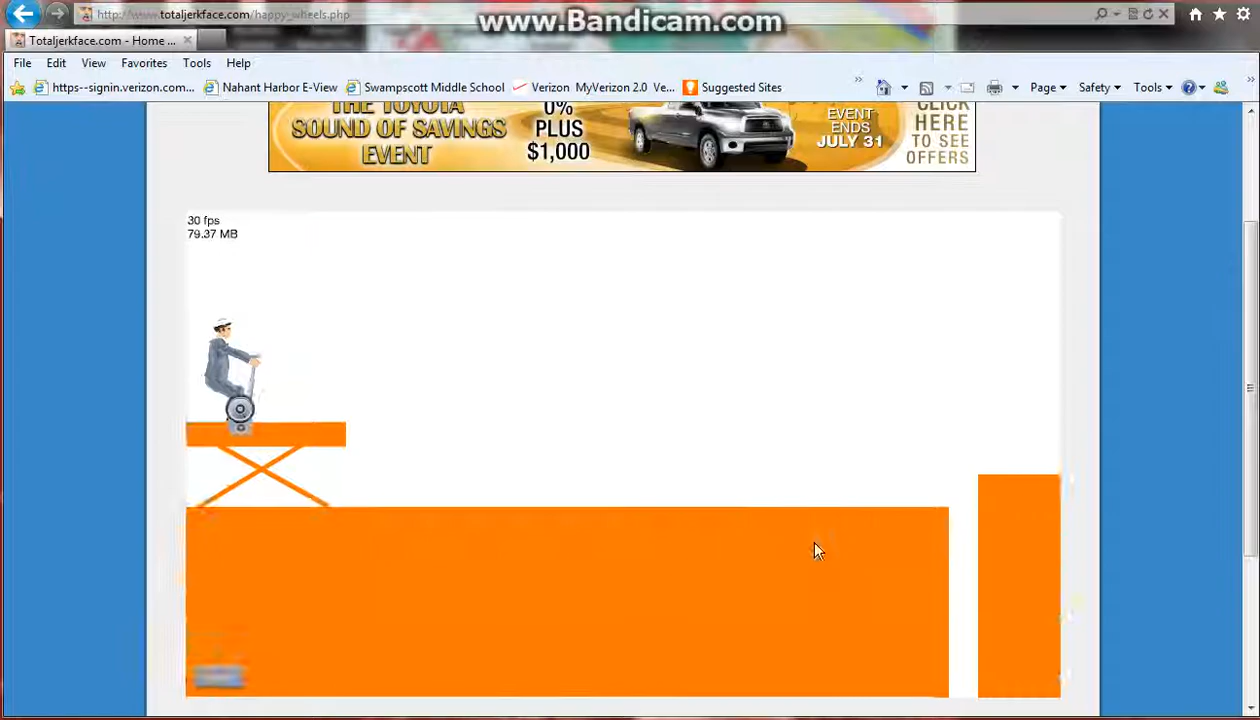 www.Bandicam.com
http://www.totaljerkface.com/happy_wheels.php
Totaljerkface.com - Home ...
File Edit View Favorites Tools Help
https--signin.verizon.com... Nahant Harbor E-View Swampscott Middle School Verizon MyVerizon 2.0 Ve... Suggested Sites Page Safety Tools
THE TOYOTA
SOUND OF SAVINGS
EVENT
0%
PLUS
$1,000
EVENT
ENDS
JULY 31
CLICK
HERE
TO SEE
OFFERS
30 fps
79.37 MB